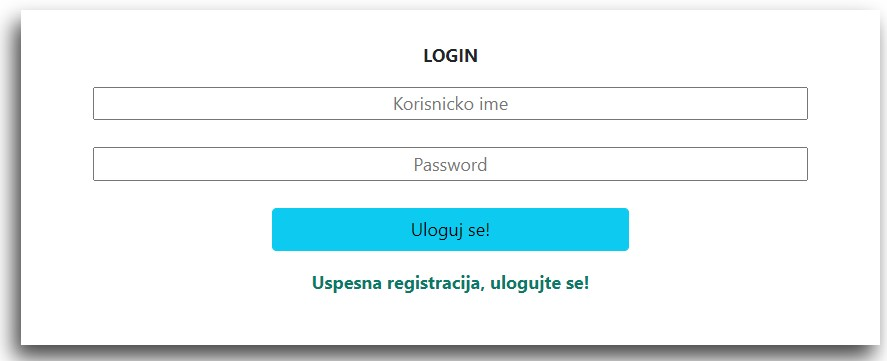 LOGIN
Korisnicko ime
Password
Uloguj se!
Uspesna registracija, ulogujte se!